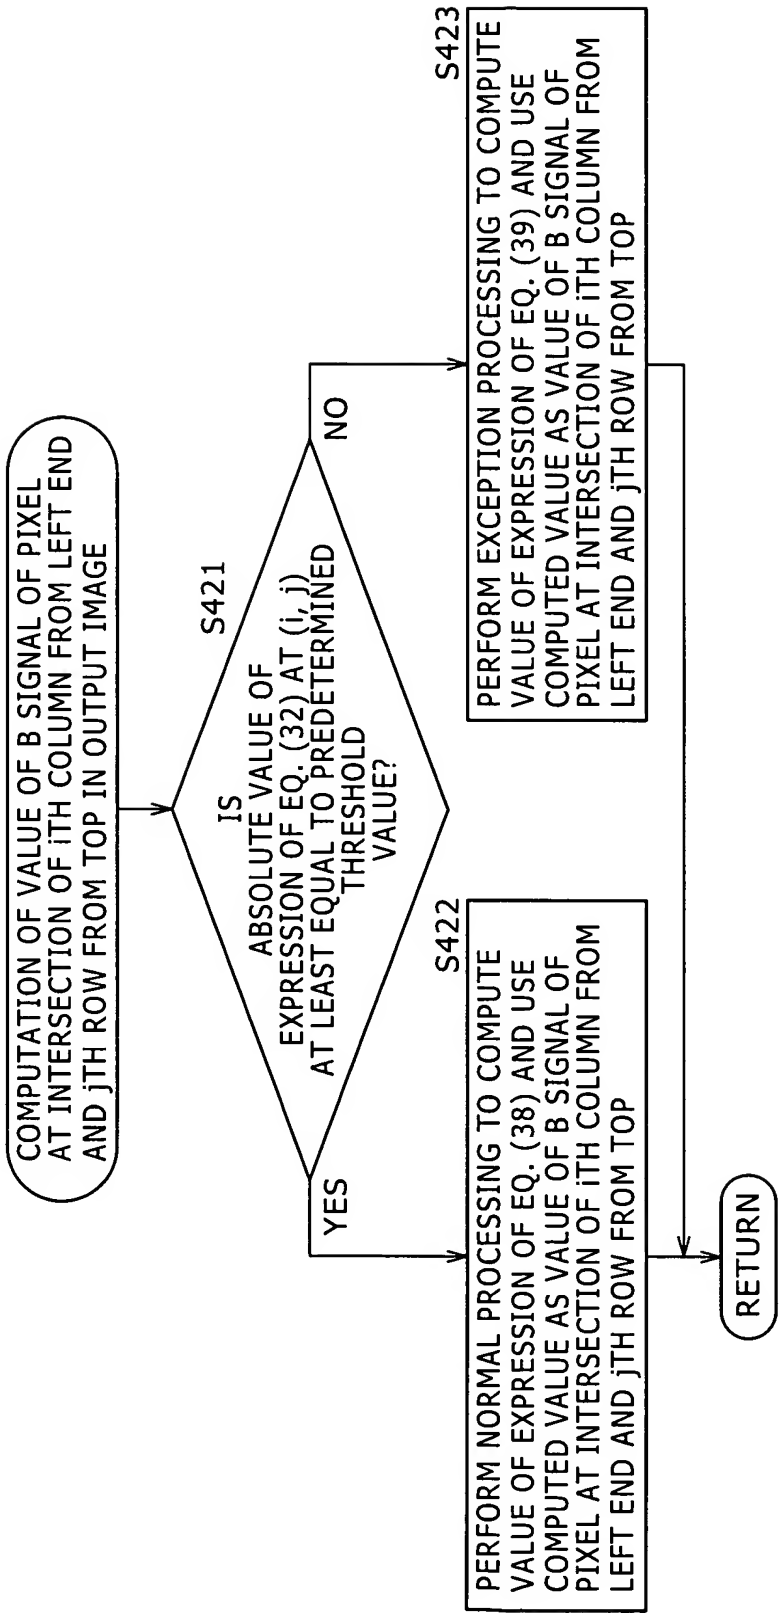 COMPUTATION OF VALUE OF B SIGNAL OF PIXEL
AT INTERSECTION OF iTH COLUMN FROM LEFT END
AND jTH ROW FROM TOP IN OUTPUT IMAGE
S421
IS
ABSOLUTE VALUE OF
EXPRESSION OF EQ. (32) AT (i, j)
AT LEAST EQUAL TO PREDETERMINED
THRESHOLD
VALUE?
YES
NO
S422
PERFORM NORMAL PROCESSING TO COMPUTE
VALUE OF EXPRESSION OF EQ. (38) AND USE
COMPUTED VALUE AS VALUE OF B SIGNAL OF
PIXEL AT INTERSECTION OF iTH COLUMN FROM
LEFT END AND jTH ROW FROM TOP
S423
PERFORM EXCEPTION PROCESSING TO COMPUTE
VALUE OF EXPRESSION OF EQ. (39) AND USE
COMPUTED VALUE AS VALUE OF B SIGNAL OF
PIXEL AT INTERSECTION OF iTH COLUMN FROM
LEFT END AND jTH ROW FROM TOP
RETURN